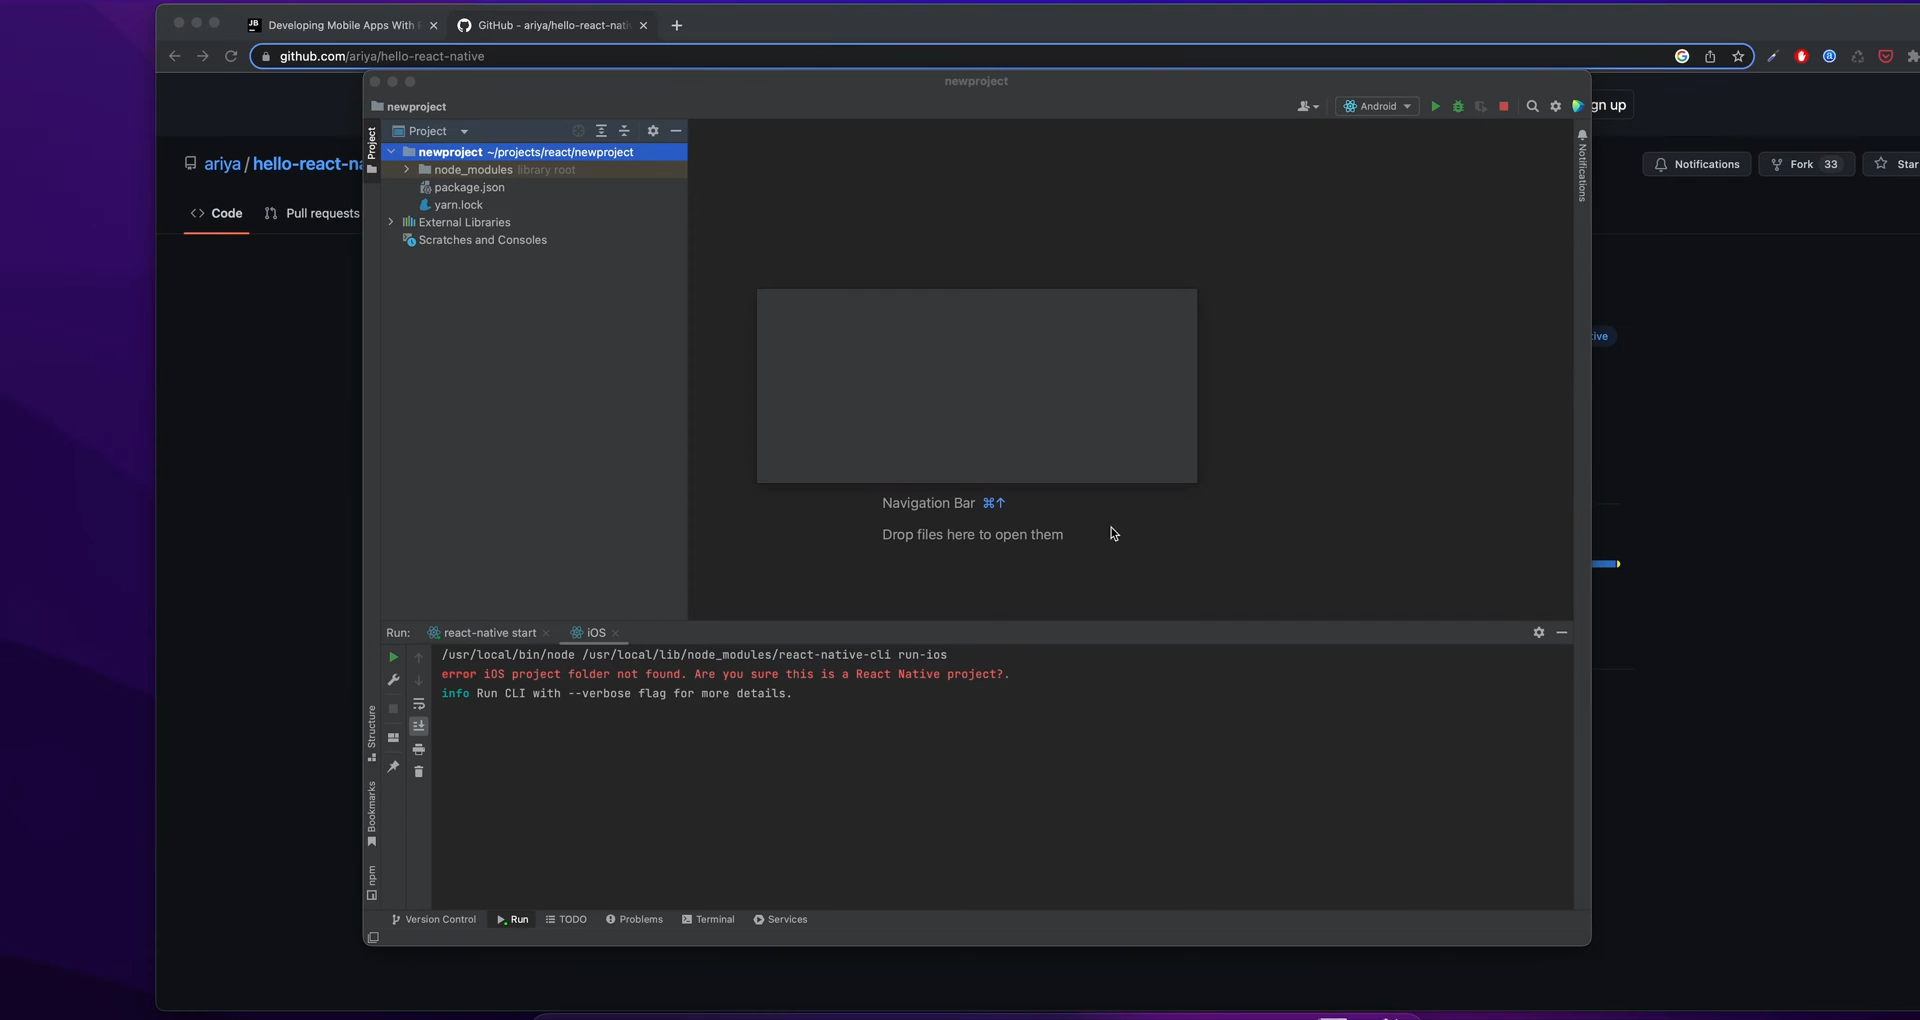 Developing Mobile Apps With
GitHub - ariya/hello-react-nati
github.com/ariya/hello-react-native
newproject
newproject
Android
gn up
Project
Project
newproject ~/projects/react/newproject
node_modules library root
package.json
yarn.lock
External Libraries
Scratches and Consoles
Notifications
ariya / hello-react-na
Notifications
Fork 33
Star
<> Code
Pull requests
tive
Navigation Bar ⌘↑
Drop files here to open them
Run: react-native start iOS
/usr/local/bin/node /usr/local/lib/node_modules/react-native-cli run-ios
error iOS project folder not found. Are you sure this is a React Native project?.
info Run CLI with --verbose flag for more details.
Structure
Bookmarks
npm
Version Control Run TODO Problems Terminal Services